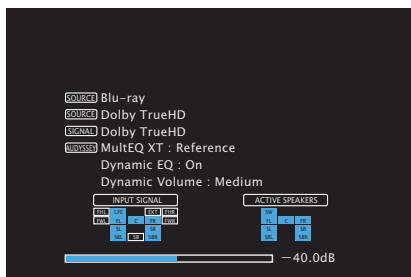 SOURCE Blu-ray
SOURCE Dolby TrueHD
SIGNAL Dolby TrueHD
AUDYSSEY MultEQ XT : Reference
Dynamic EQ : On
Dynamic Volume : Medium
INPUT SIGNAL ACTIVE SPEAKERS
FHL LFE EXT FHR SW
FWL FL C FR FWR FL C FR
SL SR SL SR
SBL SB SBR SBL SBR
-40.0dB